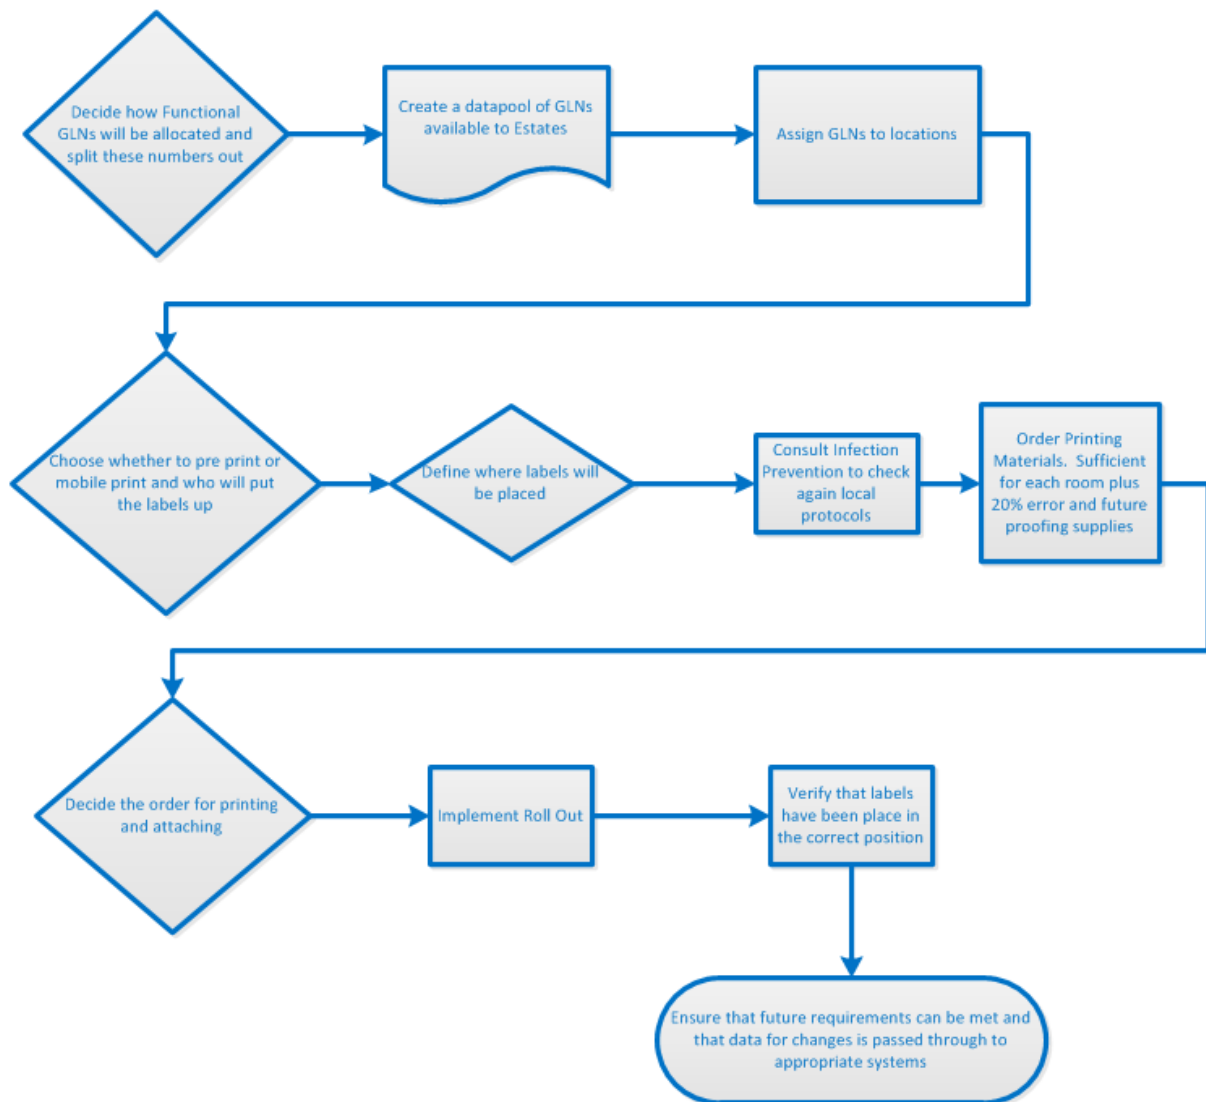 Decide how Functional
GLNs will be allocated and
split these numbers out
Create a datapool of GLNs
available to Estates
Assign GLNs to locations
Choose whether to pre print or
mobile print and who will put
the labels up
Define where labels will
be placed
Consult Infection
Prevention to check
again local
protocols
Order Printing
Materials.  Sufficient
for each room plus
20% error and future
proofing supplies
Decide the order for printing
and attaching
Implement Roll Out
Verify that labels
have been place in
the correct position
Ensure that future requirements can be met and
that data for changes is passed through to
appropriate systems